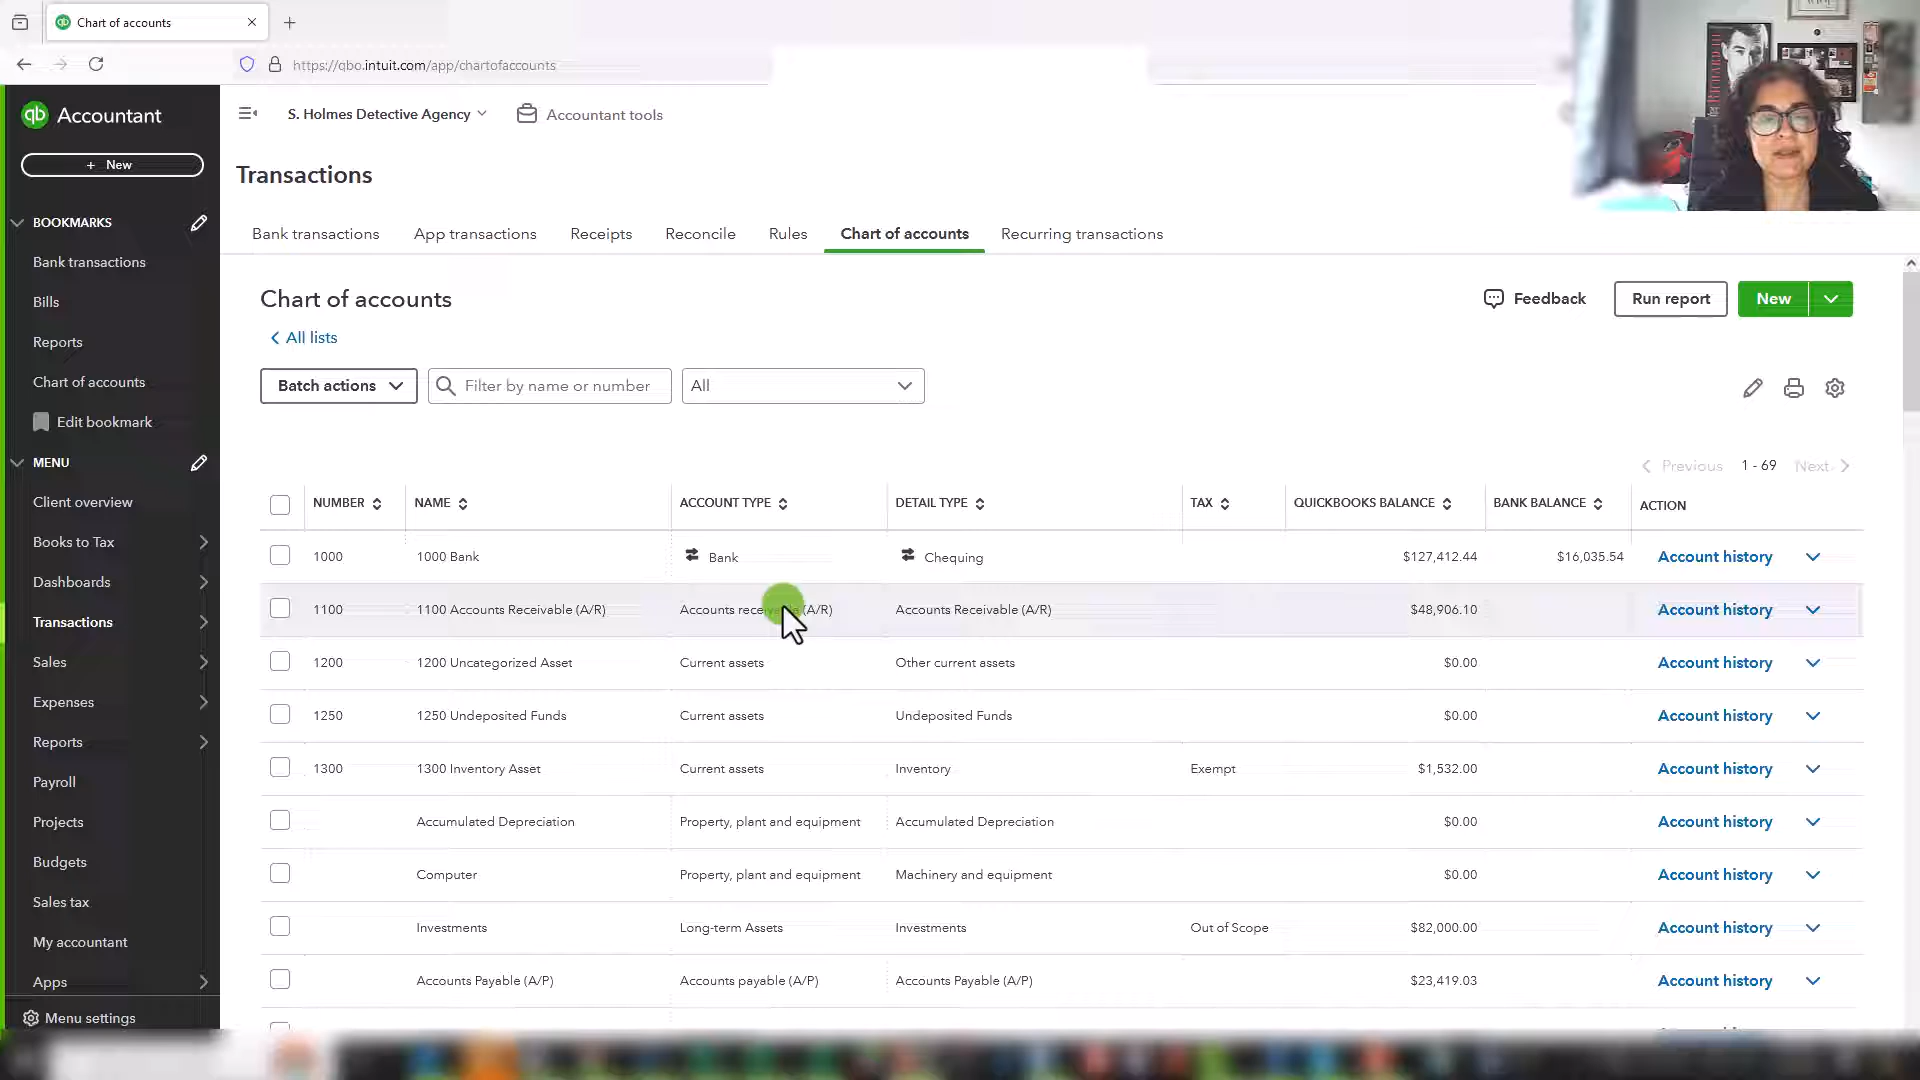 Chart of accounts
https://qbo.intuit.com/app/chartofaccounts
qb Accountant
+ New
BOOKMARKS
Bank transactions
Bills
Reports
Chart of accounts
Edit bookmark
MENU
Client overview
Books to Tax
Dashboards
Transactions
Sales
Expenses
Reports
Payroll
Projects
Budgets
Sales tax
My accountant
Apps
Menu settings
S. Holmes Detective Agency
Accountant tools
Transactions
Bank transactions App transactions Receipts Reconcile Rules Chart of accounts Recurring transactions
Chart of accounts
Feedback Run report New
All lists
Batch actions Filter by name or number All
Previous 1 - 69 Next
NUMBER NAME ACCOUNT TYPE DETAIL TYPE TAX QUICKBOOKS BALANCE BANK BALANCE ACTION
1000 1000 Bank Bank Chequing $127,412.44 $16,035.54 Account history
1100 1100 Accounts Receivable (A/R) Accounts receivable (A/R) Accounts Receivable (A/R) $48,906.10 Account history
1200 1200 Uncategorized Asset Current assets Other current assets $0.00 Account history
1250 1250 Undeposited Funds Current assets Undeposited Funds $0.00 Account history
1300 1300 Inventory Asset Current assets Inventory Exempt $1,532.00 Account history
Accumulated Depreciation Property, plant and equipment Accumulated Depreciation $0.00 Account history
Computer Property, plant and equipment Machinery and equipment $0.00 Account history
Investments Long-term Assets Investments Out of Scope $82,000.00 Account history
Accounts Payable (A/P) Accounts payable (A/P) Accounts Payable (A/P) $23,419.03 Account history
RICHARD III